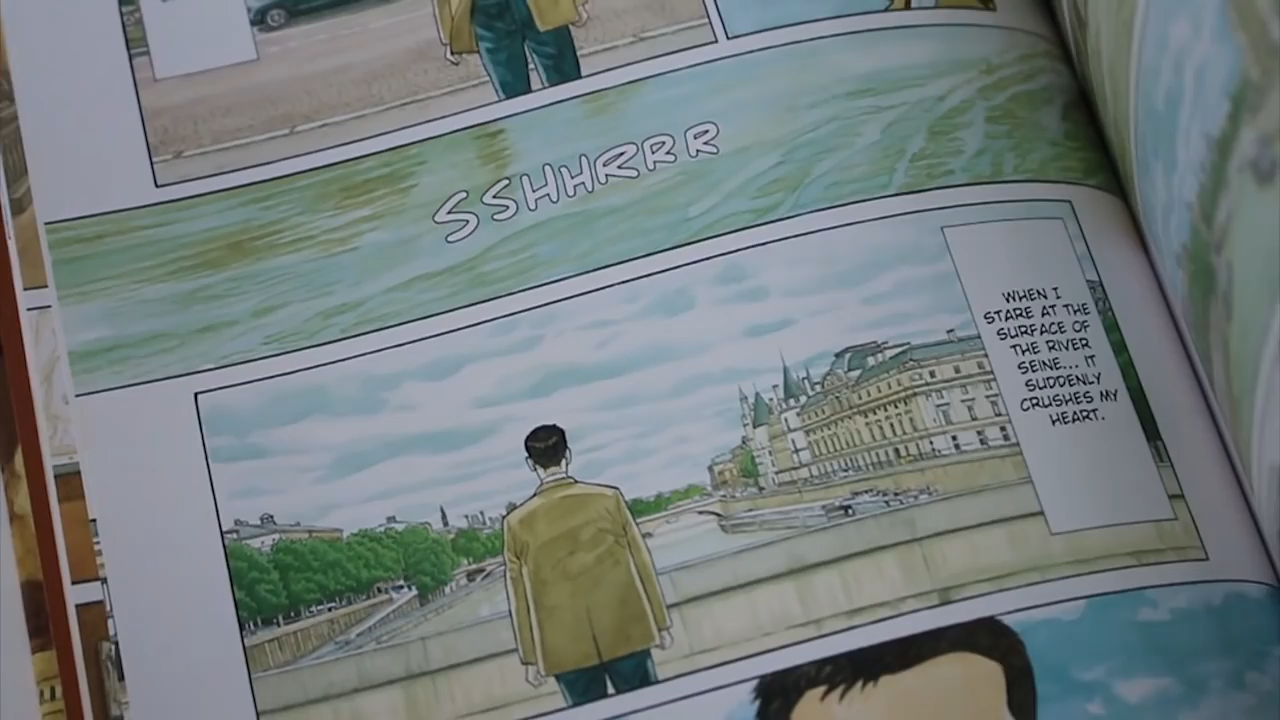 SSHHRRR
WHEN I
STARE AT THE
SURFACE OF
THE RIVER
SEINE... IT
SUDDENLY
CRUSHES MY
HEART.